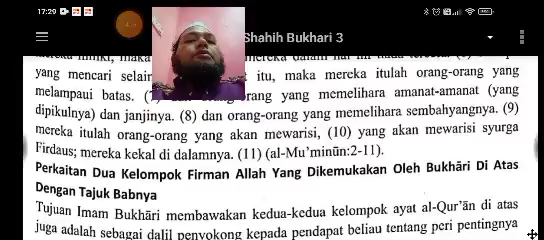 17:29
Shahih Bukhari 3
yang mencari selain itu, maka mereka itulah orang-orang yang
melampaui batas. (7) orang yang memelihara amanat-amanat (yang
dipikulnya) dan janjinya. (8) dan orang-orang yang memelihara sembahyangnya. (9)
mereka itulah orang-orang yang akan mewarisi, (10) yang akan mewarisi syurga
Firdaus; mereka kekal di dalamnya. (11) (al-Mu'minūn:2-11).
Perkaitan Dua Kelompok Firman Allah Yang Dikemukakan Oleh Bukhāri Di Atas
Dengan Tajuk Babnya
Tujuan Imam Bukhāri membawakan kedua-kedua kelompok ayat al-Qur'ān di atas
juga adalah sebagai dalil penyokong kepada pendapat beliau tentang peri pentingnya